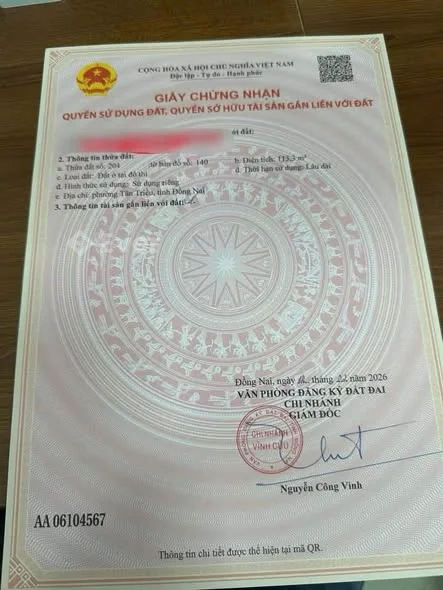 CỘNG HÒA XÃ HỘI CHỦ NGHĨA VIỆT NAM
Độc lập - Tự do - Hạnh phúc
GIẤY CHỨNG NHẬN
QUYỀN SỬ DỤNG ĐẤT, QUYỀN SỞ HỮU TÀI SẢN GẮN LIỀN VỚI ĐẤT
với đất:
2. Thông tin thửa đất:
a. Thửa đất số: 204 tờ bản đồ số: 140 b. Diện tích: 113,3 m²
c. Loại đất: Đất ở tại đô thị d. Thời hạn sử dụng: Lâu dài
đ. Hình thức sử dụng: Sử dụng riêng
e. Địa chỉ: phường Tân Triều, tỉnh Đồng Nai
3. Thông tin tài sản gắn liền với đất:
Đồng Nai, ngày tháng năm 2026
VĂN PHÒNG ĐĂNG KÝ ĐẤT ĐAI
CHI NHÁNH
GIÁM ĐỐC
CHI NHÁNH
VĨNH CỬU
Nguyễn Công Vinh
AA 06104567
Thông tin chi tiết được thể hiện tại mã QR.